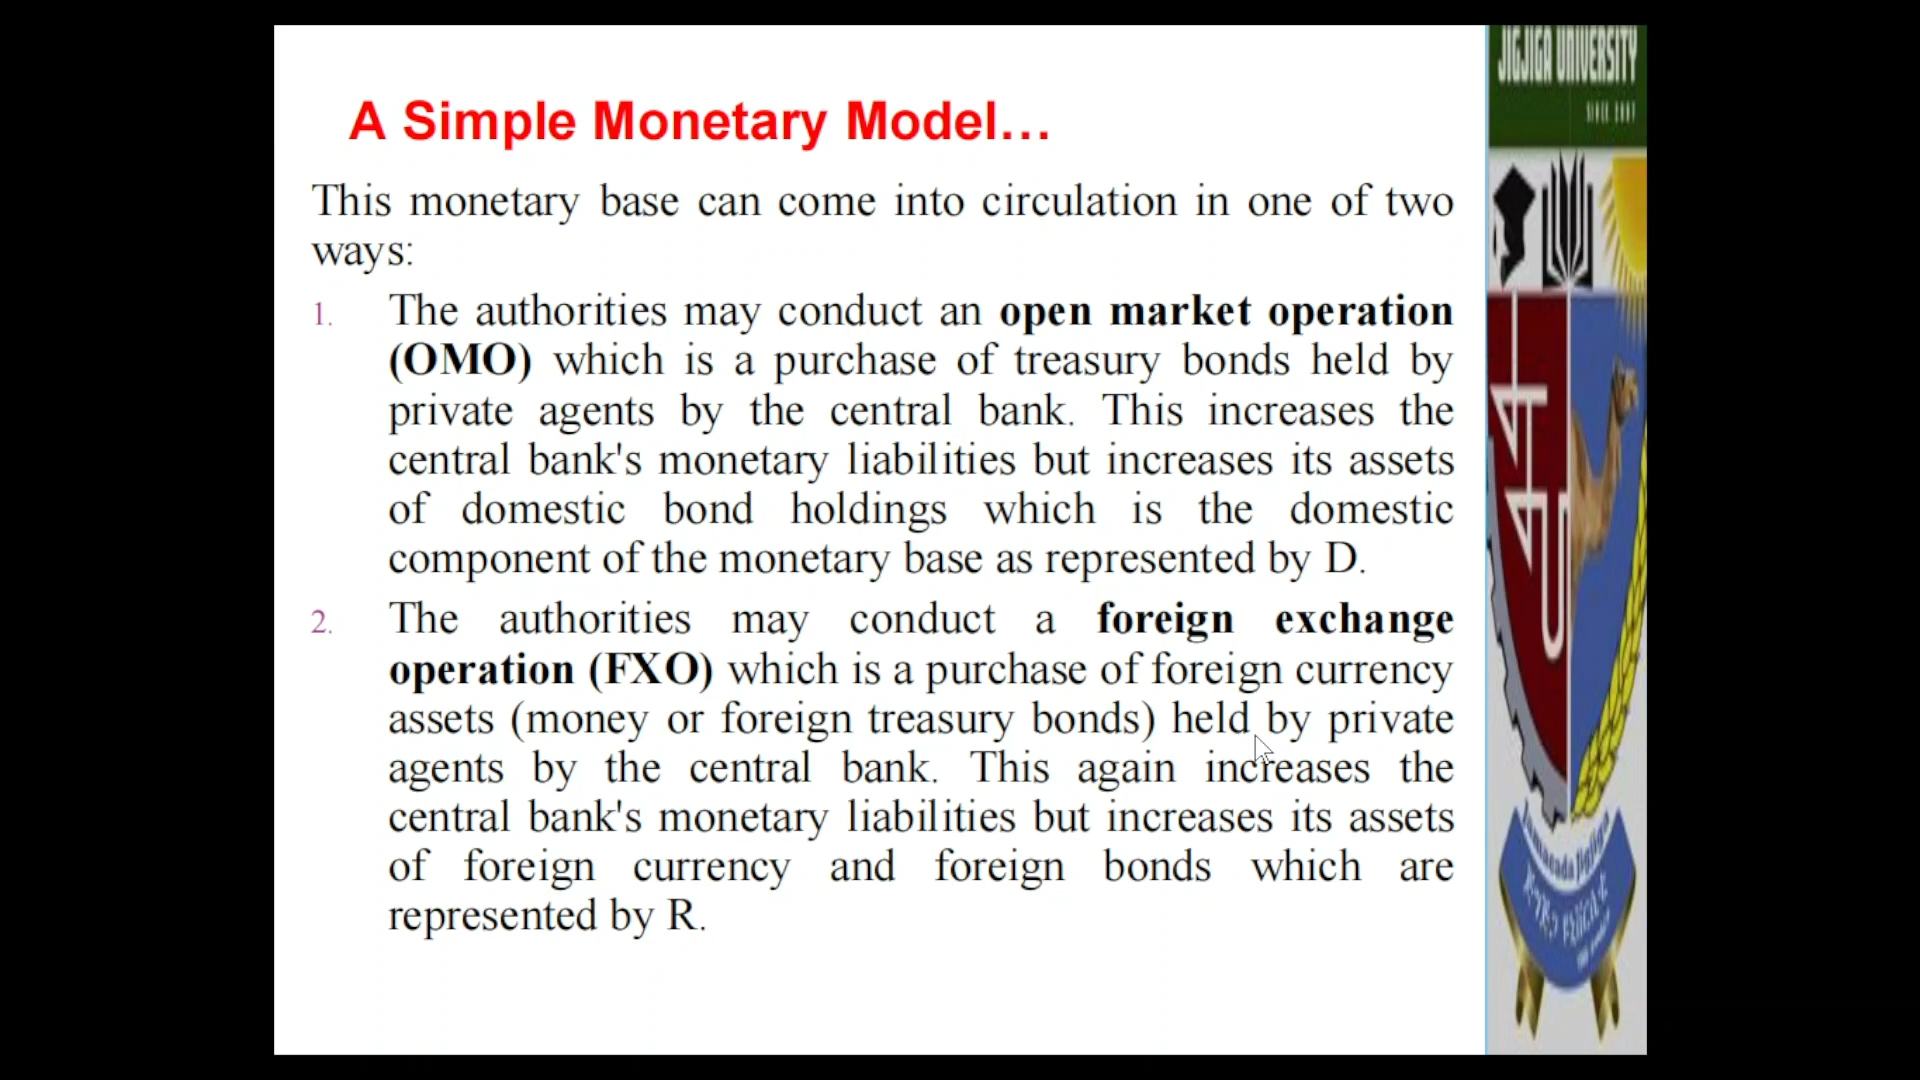 JIGJIGA UNIVERSITY
A Simple Monetary Model...
This monetary base can come into circulation in one of two
ways:
1. The authorities may conduct an open market operation
(OMO) which is a purchase of treasury bonds held by
private agents by the central bank. This increases the
central bank's monetary liabilities but increases its assets
of domestic bond holdings which is the domestic
component of the monetary base as represented by D.
2. The authorities may conduct a foreign exchange
operation (FXO) which is a purchase of foreign currency
assets (money or foreign treasury bonds) held by private
agents by the central bank. This again increases the
central bank's monetary liabilities but increases its assets
of foreign currency and foreign bonds which are
represented by R.